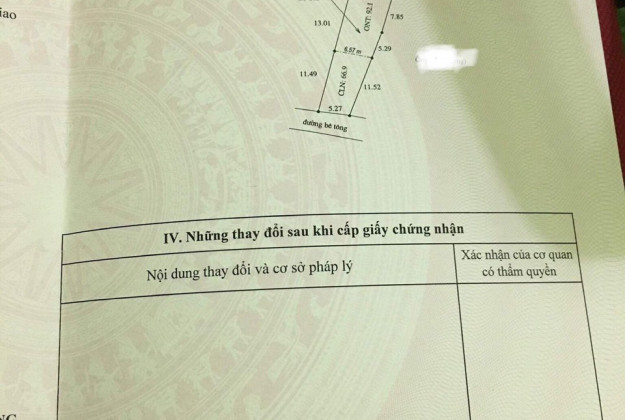 iao
13.01
ONT: 92.1
7.85
5.57 m
5.29
11.49
CLN: 66.9
11.52
5.27
đường bê tông
IV. Những thay đổi sau khi cấp giấy chứng nhận
Nội dung thay đổi và cơ sở pháp lý
Xác nhận của cơ quan
có thẩm quyền